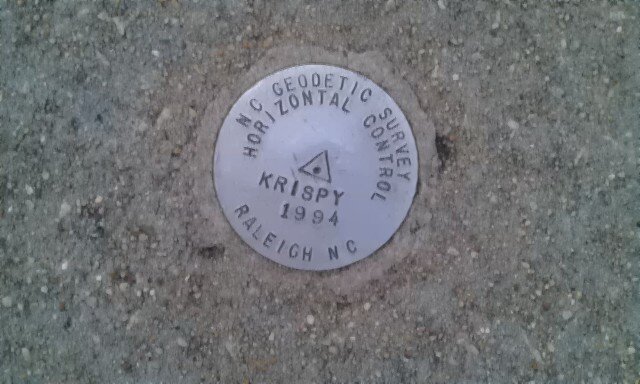 NC GEODETIC SURVEY
HORIZONTAL CONTROL
KRISPY
1994
RALEIGH NC